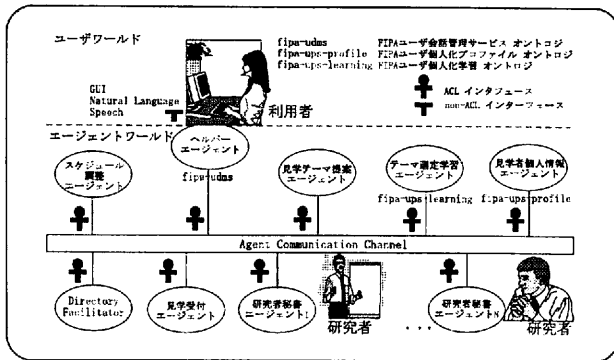 ユーザワールド
fipa-udms FIPAユーザ会話管理サービス オントロジ
fipa-ups-profile FIPAユーザ個人化プロファイル オントロジ
fipa-ups-learning FIPAユーザ個人化学習 オントロジ
GUI
Natural Language
Speech
利用者
ACL インタフェース
non-ACL インターフェース
エージェントワールド
ヘルパー
エージェント
fipa-udms
スケジュール
調整
エージェント
見学テーマ提案
エージェント
テーマ選定学習
エージェント
fipa-ups-learning
見学者個人情報
エージェント
fipa-ups-profile
Agent Communication Channel
Directory
Facilitator
見学受付
エージェント
研究者秘書
エージェント1
研究者
...
研究者秘書
エージェントN
研究者